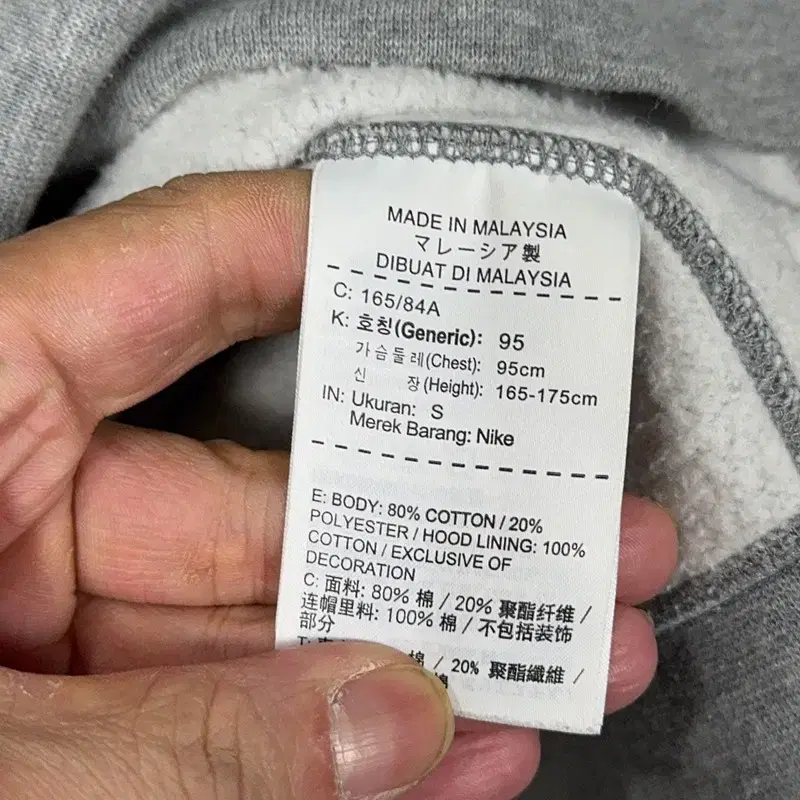 MADE IN MALAYSIA
マレーシア製
DIBUAT DI MALAYSIA
C: 165/84A
K: 호칭(Generic): 95
가슴둘레(Chest): 95cm
신 장(Height): 165-175cm
IN: Ukuran: S
Merek Barang: Nike
E: BODY: 80% COTTON / 20%
POLYESTER / HOOD LINING: 100%
COTTON / EXCLUSIVE OF
DECORATION
C: 面料: 80% 棉 / 20% 聚酯纤维 /
连帽里料: 100% 棉 / 不包括装饰
部分
棉 / 20% 聚酯纖維 /
棉